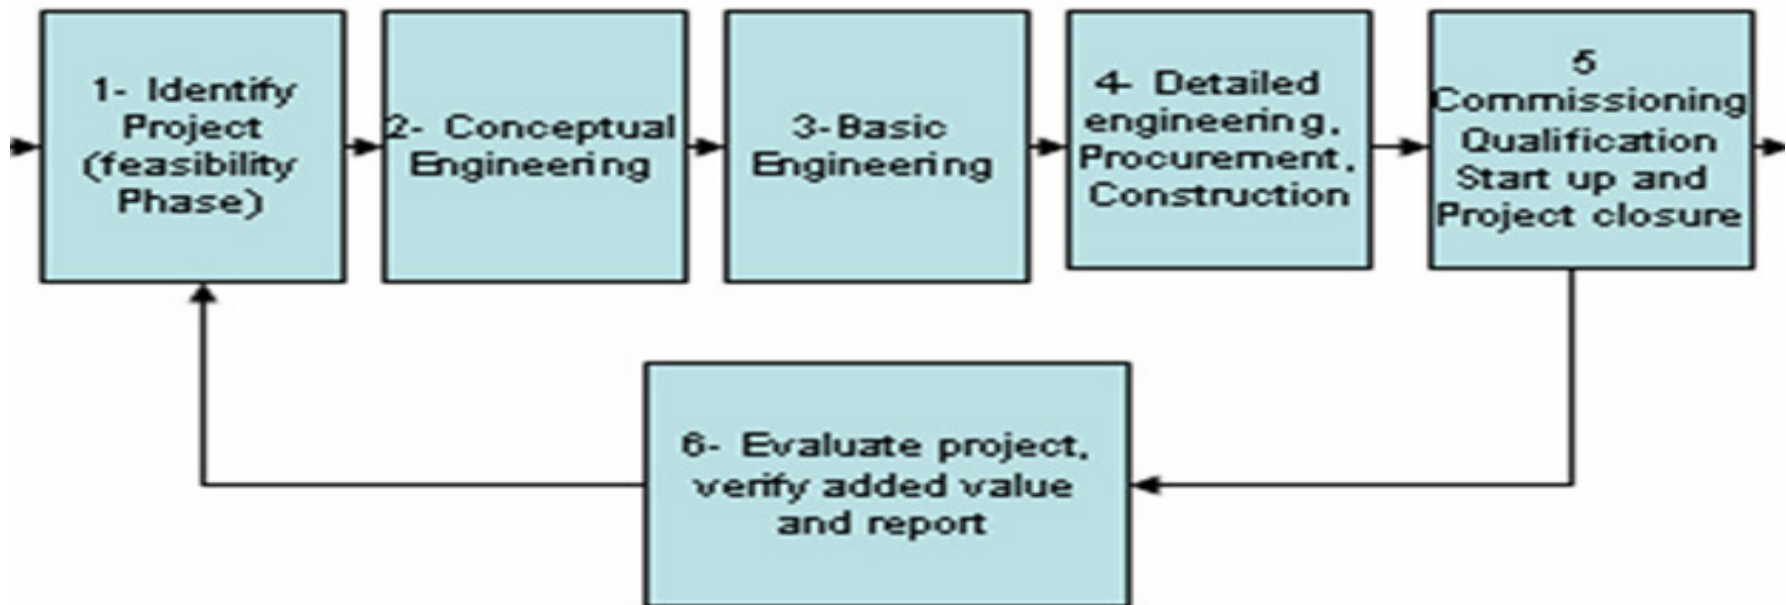 1- Identify
Project
(feasibility
Phase)
2- Conceptual
Engineering
3-Basic
Engineering
4- Detailed
engineering,
Procurement,
Construction
5
Commissioning
Qualification
Start up and
Project closure
6- Evaluate project,
verify added value
and report